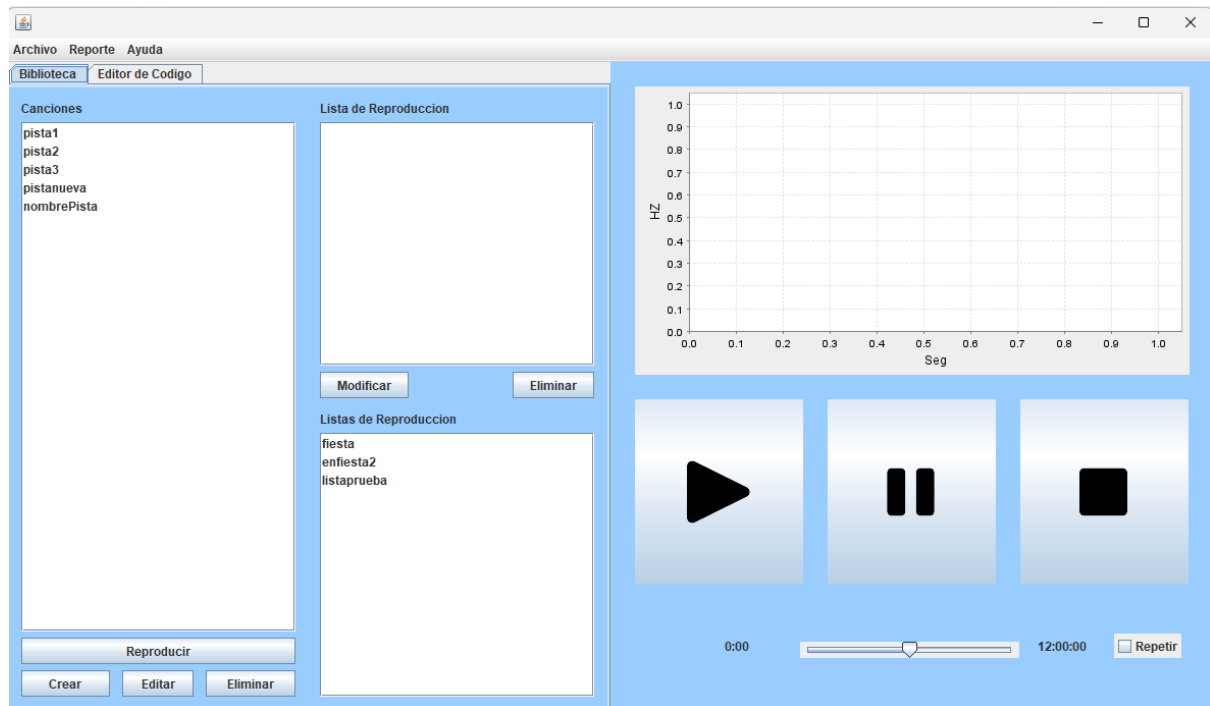 Archivo Reporte Ayuda
Biblioteca Editor de Codigo
Canciones
pista1
pista2
pista3
pistanueva
nombrePista
Reproducir
Crear Editar Eliminar
Lista de Reproduccion
Modificar Eliminar
Listas de Reproduccion
fiesta
enfiesta2
listaprueba
HZ
1.0
0.9
0.8
0.7
0.6
0.5
0.4
0.3
0.2
0.1
0.0
0.0 0.1 0.2 0.3 0.4 0.5 0.6 0.7 0.8 0.9 1.0
Seg
0:00 12:00:00 Repetir